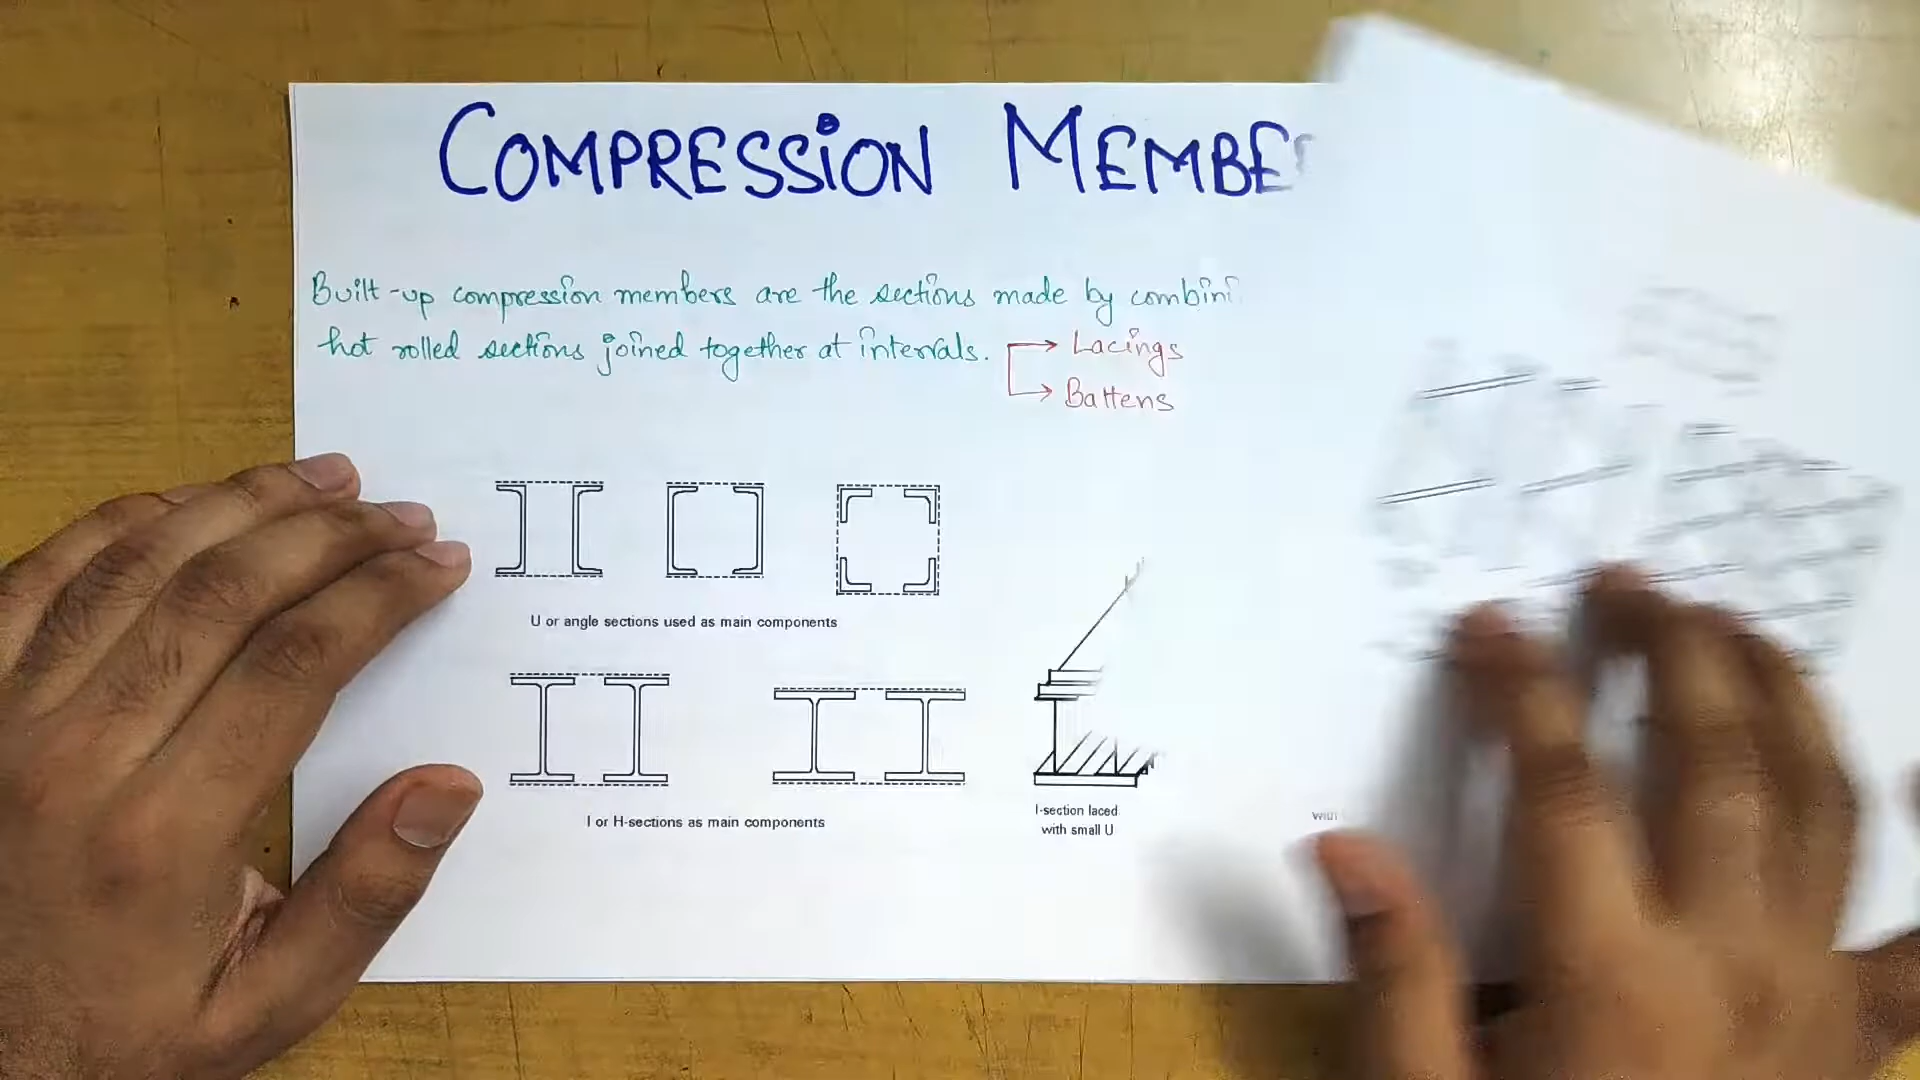 COMPRESSION MEMBE
Built-up compression members are the sections made by combini
hot rolled sections joined together at intervals.
Lacings
Battens
U or angle sections used as main components
I or H-sections as main components
I-section laced
with small U